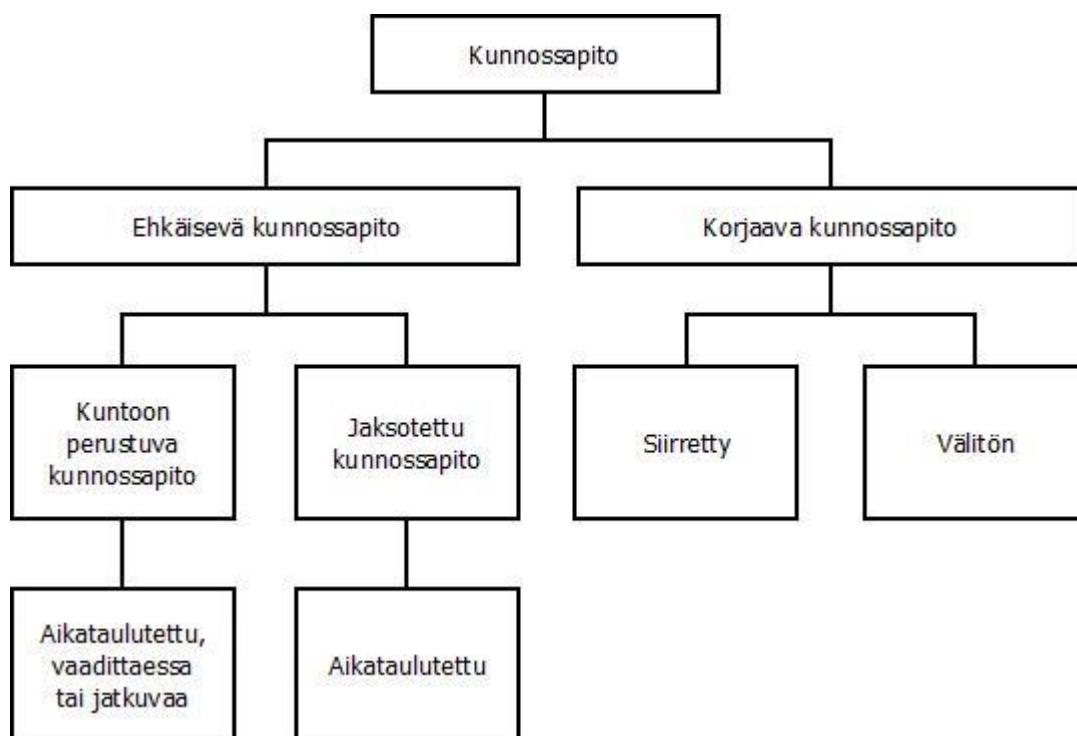 Kunnossapito
Ehkäisevä kunnossapito
Korjaava kunnossapito
Kuntoon
perustuva
kunnossapito
Jaksotettu
kunnossapito
Siirretty
Välitön
Aikataulutettu,
vaadittaessa
tai jatkuvaa
Aikataulutettu